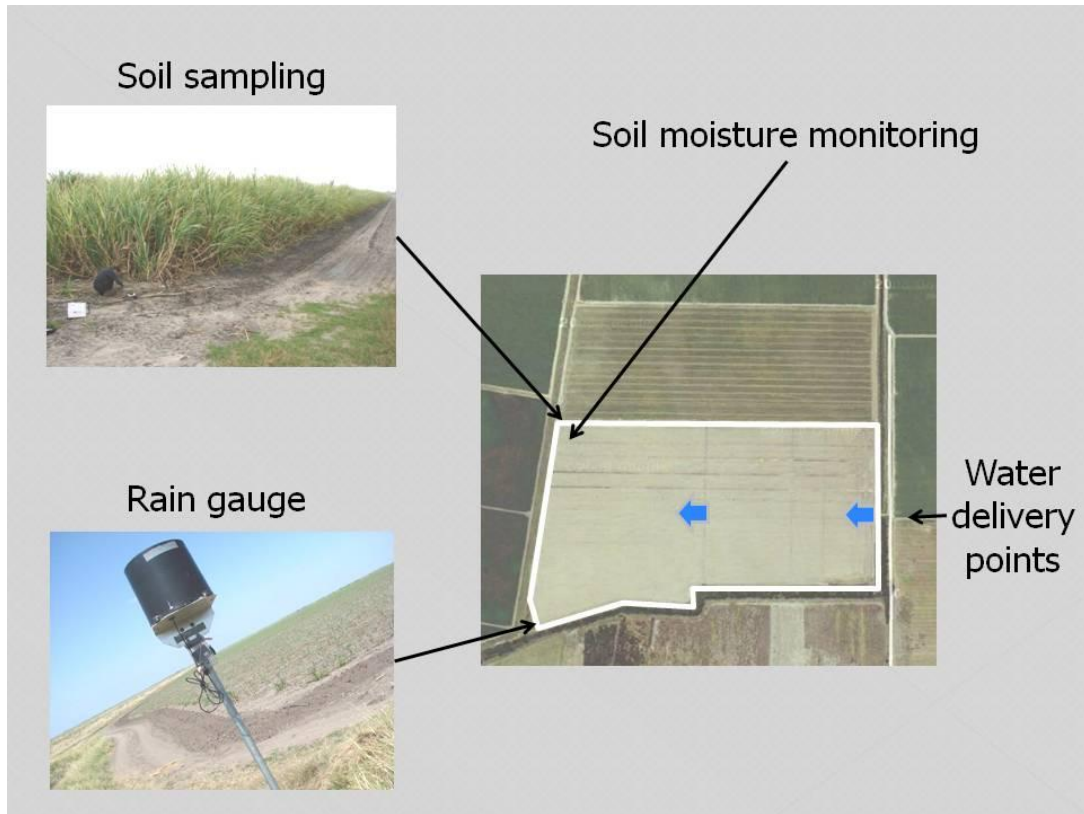 Soil sampling
Soil moisture monitoring
Rain gauge
Water
delivery
points